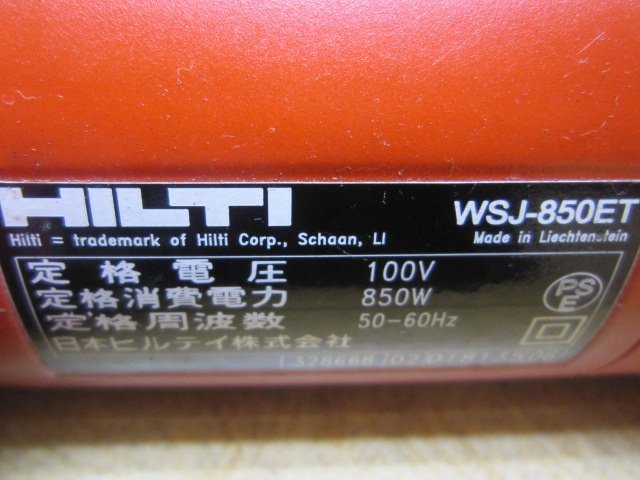 HILTI
WSJ-850ET
Hilti = trademark of Hilti Corp., Schaan, LI
Made in Liechtenstein
定格電圧 100V
定格消費電力 850W
定格周波数 50-60Hz
PS
E
日本ヒルティ株式会社